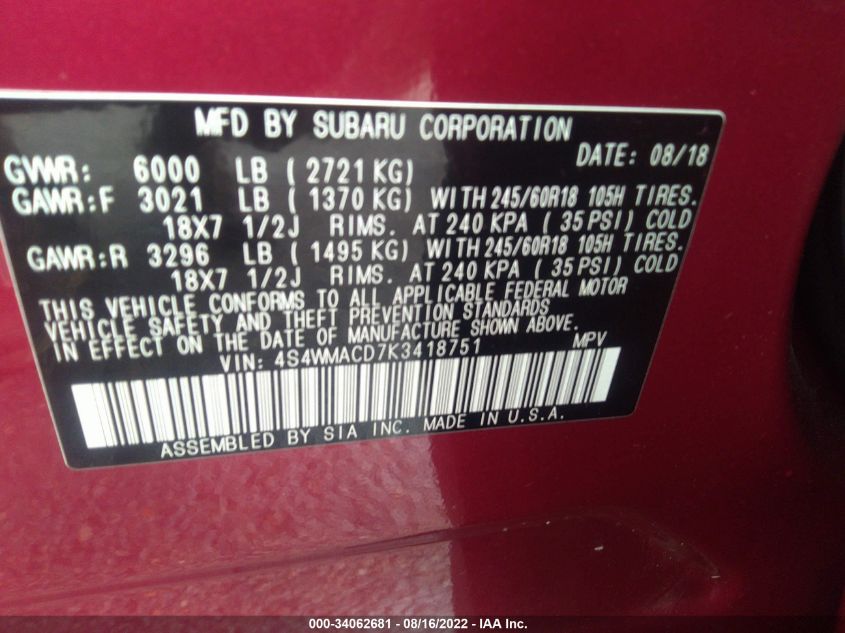 MFD BY SUBARU CORPORATION
DATE: 08/18
GVWR: 6000 LB ( 2721 KG)
GAWR:F 3021 LB ( 1370 KG) WITH 245/60R18 105H TIRES.
18X7 1/2J RIMS. AT 240 KPA ( 35 PSI) COLD
GAWR:R 3296 LB ( 1495 KG) WITH 245/60R18 105H TIRES.
18X7 1/2J RIMS. AT 240 KPA ( 35 PSI) COLD
THIS VEHICLE CONFORMS TO ALL APPLICABLE FEDERAL MOTOR
VEHICLE SAFETY AND THEFT PREVENTION STANDARDS
IN EFFECT ON THE DATE OF MANUFACTURE SHOWN ABOVE.
VIN: 4S4WMACD7K3418751 MPV
ASSEMBLED BY SIA INC. MADE IN U.S.A.
000-34062681 - 08/16/2022 - IAA Inc.